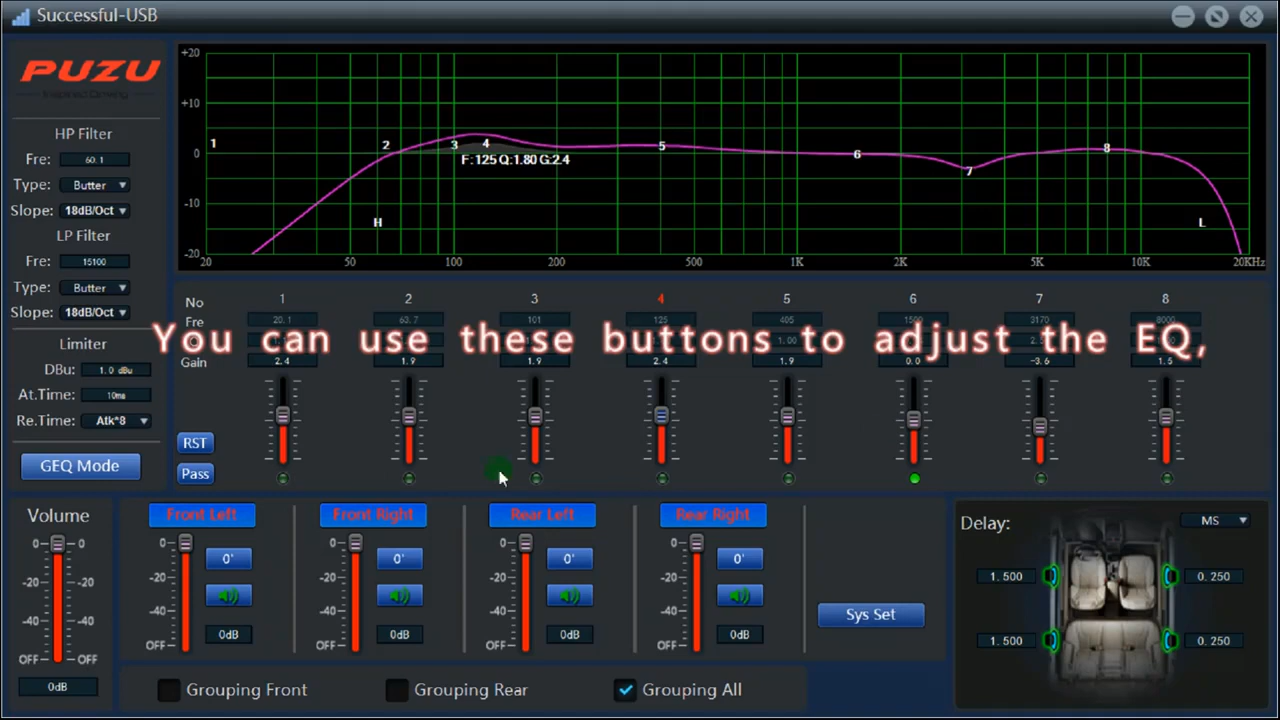 Successful-USB
PUZU
HP Filter
Fre: 60.1
Type: Butter
Slope: 18dB/Oct
LP Filter
Fre: 15100
Type: Butter
Slope: 18dB/Oct
Limiter
DBu: 1.0 dBu
At.Time: 10ms
Re.Time: Atk*8
GEQ Mode
+20
+10
0
-10
-20
1 2 3 4 5 6 7 8
F:125 Q:1.80 G:2.4
H L
20 50 100 200 500 1K 2K 5K 10K 20KHz
No 1 2 3 4 5 6 7 8
Fre 20.1 63.7 101 125 405 1500 3170 8000
You can use these buttons to adjust the EQ,
Gain 2.4 1.9 1.9 2.4 1.9 0.0 -3.6 1.5
RST
Pass
Volume
0 0
-20 -20
-40 -40
OFF OFF
0dB
Front Left
0
-20
-40
OFF
0'
0dB
Front Right
0
-20
-40
OFF
0'
0dB
Rear Left
0
-20
-40
OFF
0'
0dB
Rear Right
0
-20
-40
OFF
0'
0dB
Sys Set
Grouping Front
Grouping Rear
Grouping All
Delay:
MS
1.500 0.250
1.500 0.250